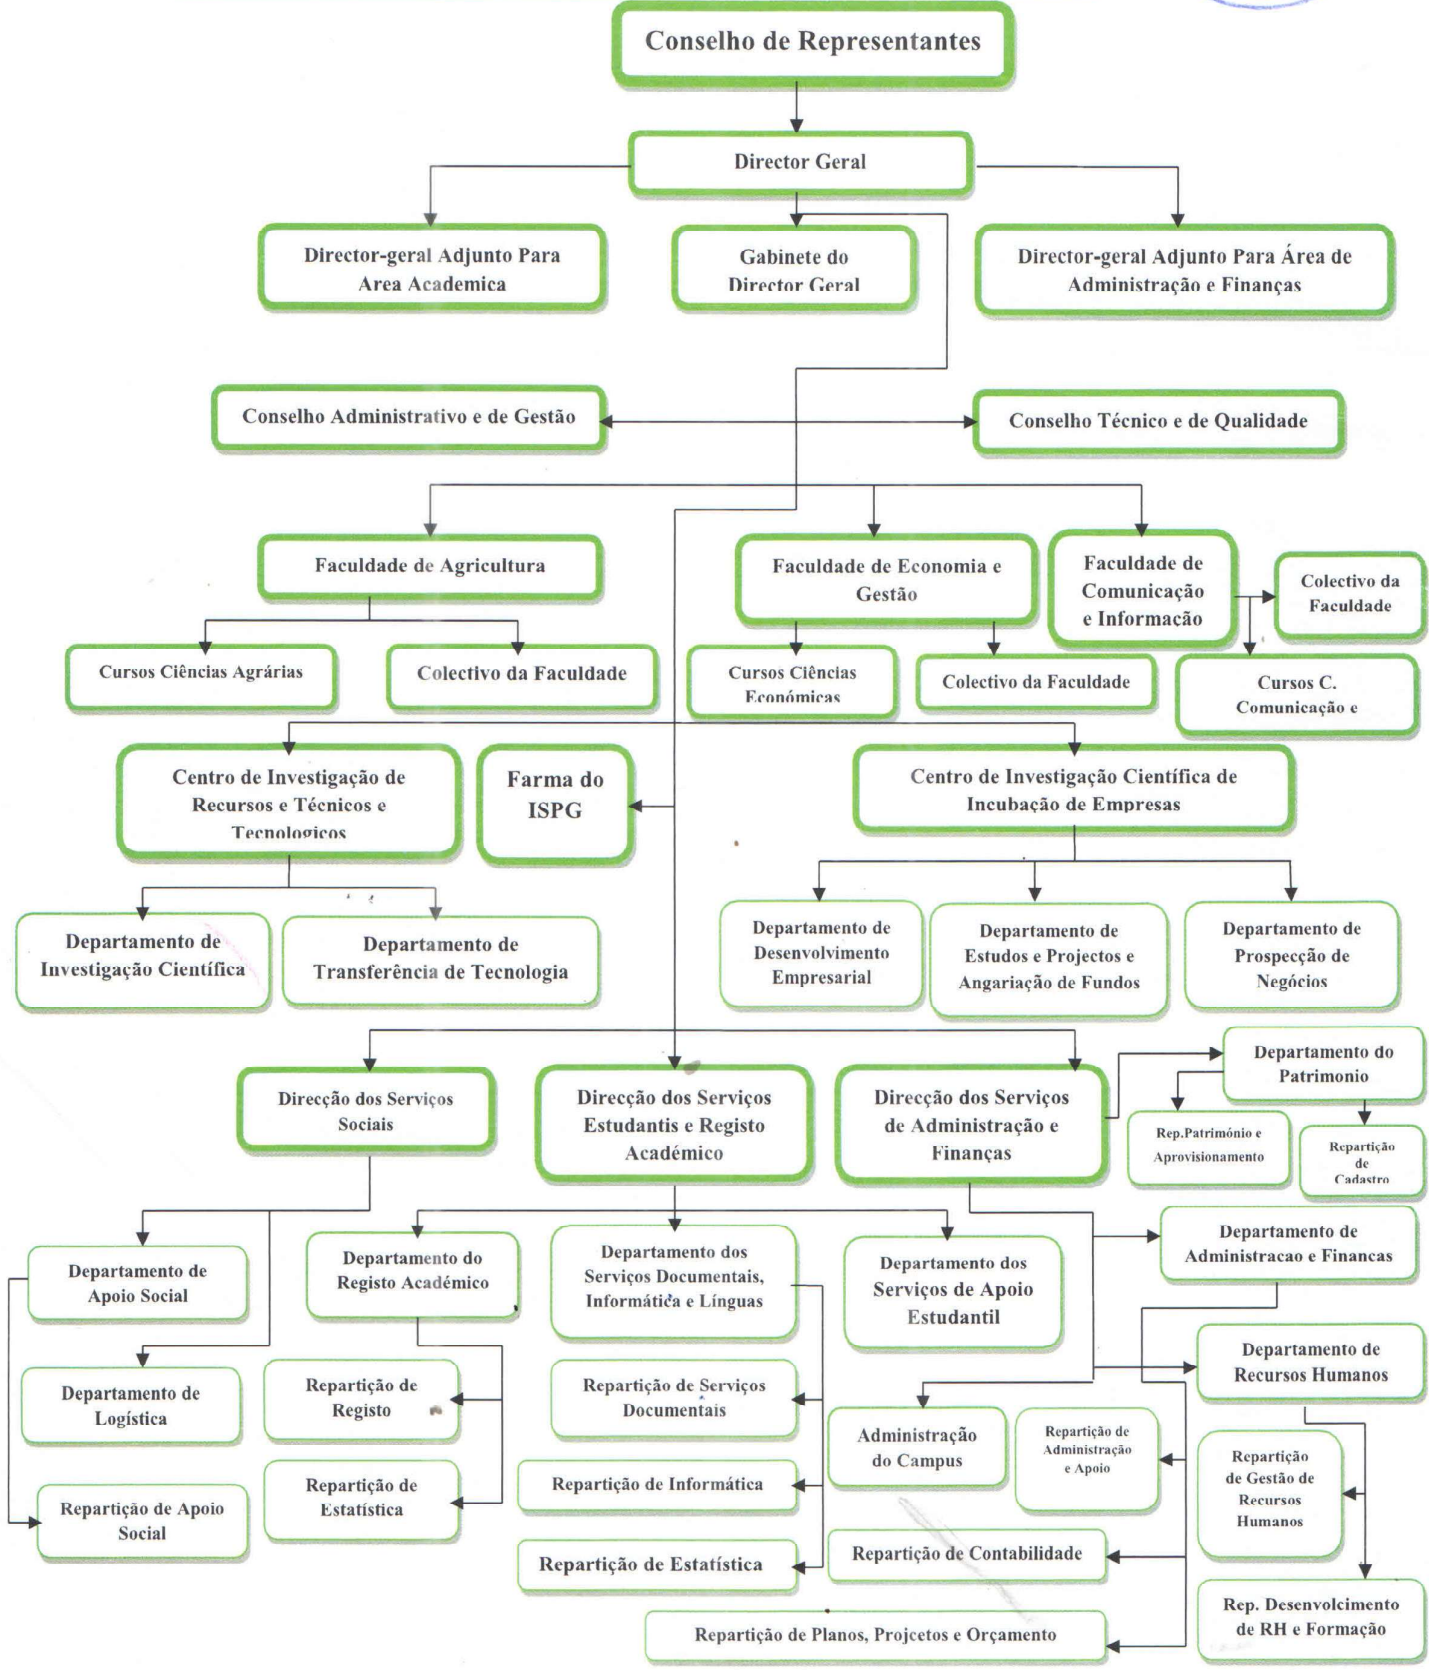 Conselho de Representantes
Director Geral
Director-geral Adjunto Para
Area Academica
Gabinete do
Director Geral
Director-geral Adjunto Para Área de
Administração e Finanças
Conselho Administrativo e de Gestão
Conselho Técnico e de Qualidade
Faculdade de Agricultura
Faculdade de Economia e
Gestão
Faculdade de
Comunicação
e Informação
Colectivo da
Faculdade
Cursos Ciências Agrárias
Colectivo da Faculdade
Cursos Ciências
Económicas
Colectivo da Faculdade
Cursos C.
Comunicação e
Centro de Investigação de
Recursos e Técnicos e
Tecnologicos
Farma do
ISPG
Centro de Investigação Científica de
Incubação de Empresas
Departamento de
Investigação Científica
Departamento de
Transferência de Tecnologia
Departamento de
Desenvolvimento
Empresarial
Departamento de
Estudos e Projectos e
Angariação de Fundos
Departamento de
Prospecção de
Negócios
Direcção dos Serviços
Sociais
Direcção dos Serviços
Estudantis e Registo
Académico
Direcção dos Serviços
de Administração e
Finanças
Departamento do
Patrimonio
Rep.Património e
Aprovisionamento
Repartição
de
Cadastro
Departamento de
Apoio Social
Departamento do
Registo Académico
Departamento dos
Serviços Documentais,
Informática e Línguas
Departamento dos
Serviços de Apoio
Estudantil
Departamento de
Administracao e Financas
Departamento de
Logística
Repartição de
Registo
Repartição de Serviços
Documentais
Administração
do Campus
Repartição de
Administração
e Apoio
Departamento de
Recursos Humanos
Repartição de Apoio
Social
Repartição de
Estatística
Repartição de Informática
Repartição
de Gestão de
Recursos
Humanos
Repartição de Estatística
Repartição de Contabilidade
Rep. Desenvolcimento
de RH e Formação
Repartição de Planos, Projcetos e Orçamento